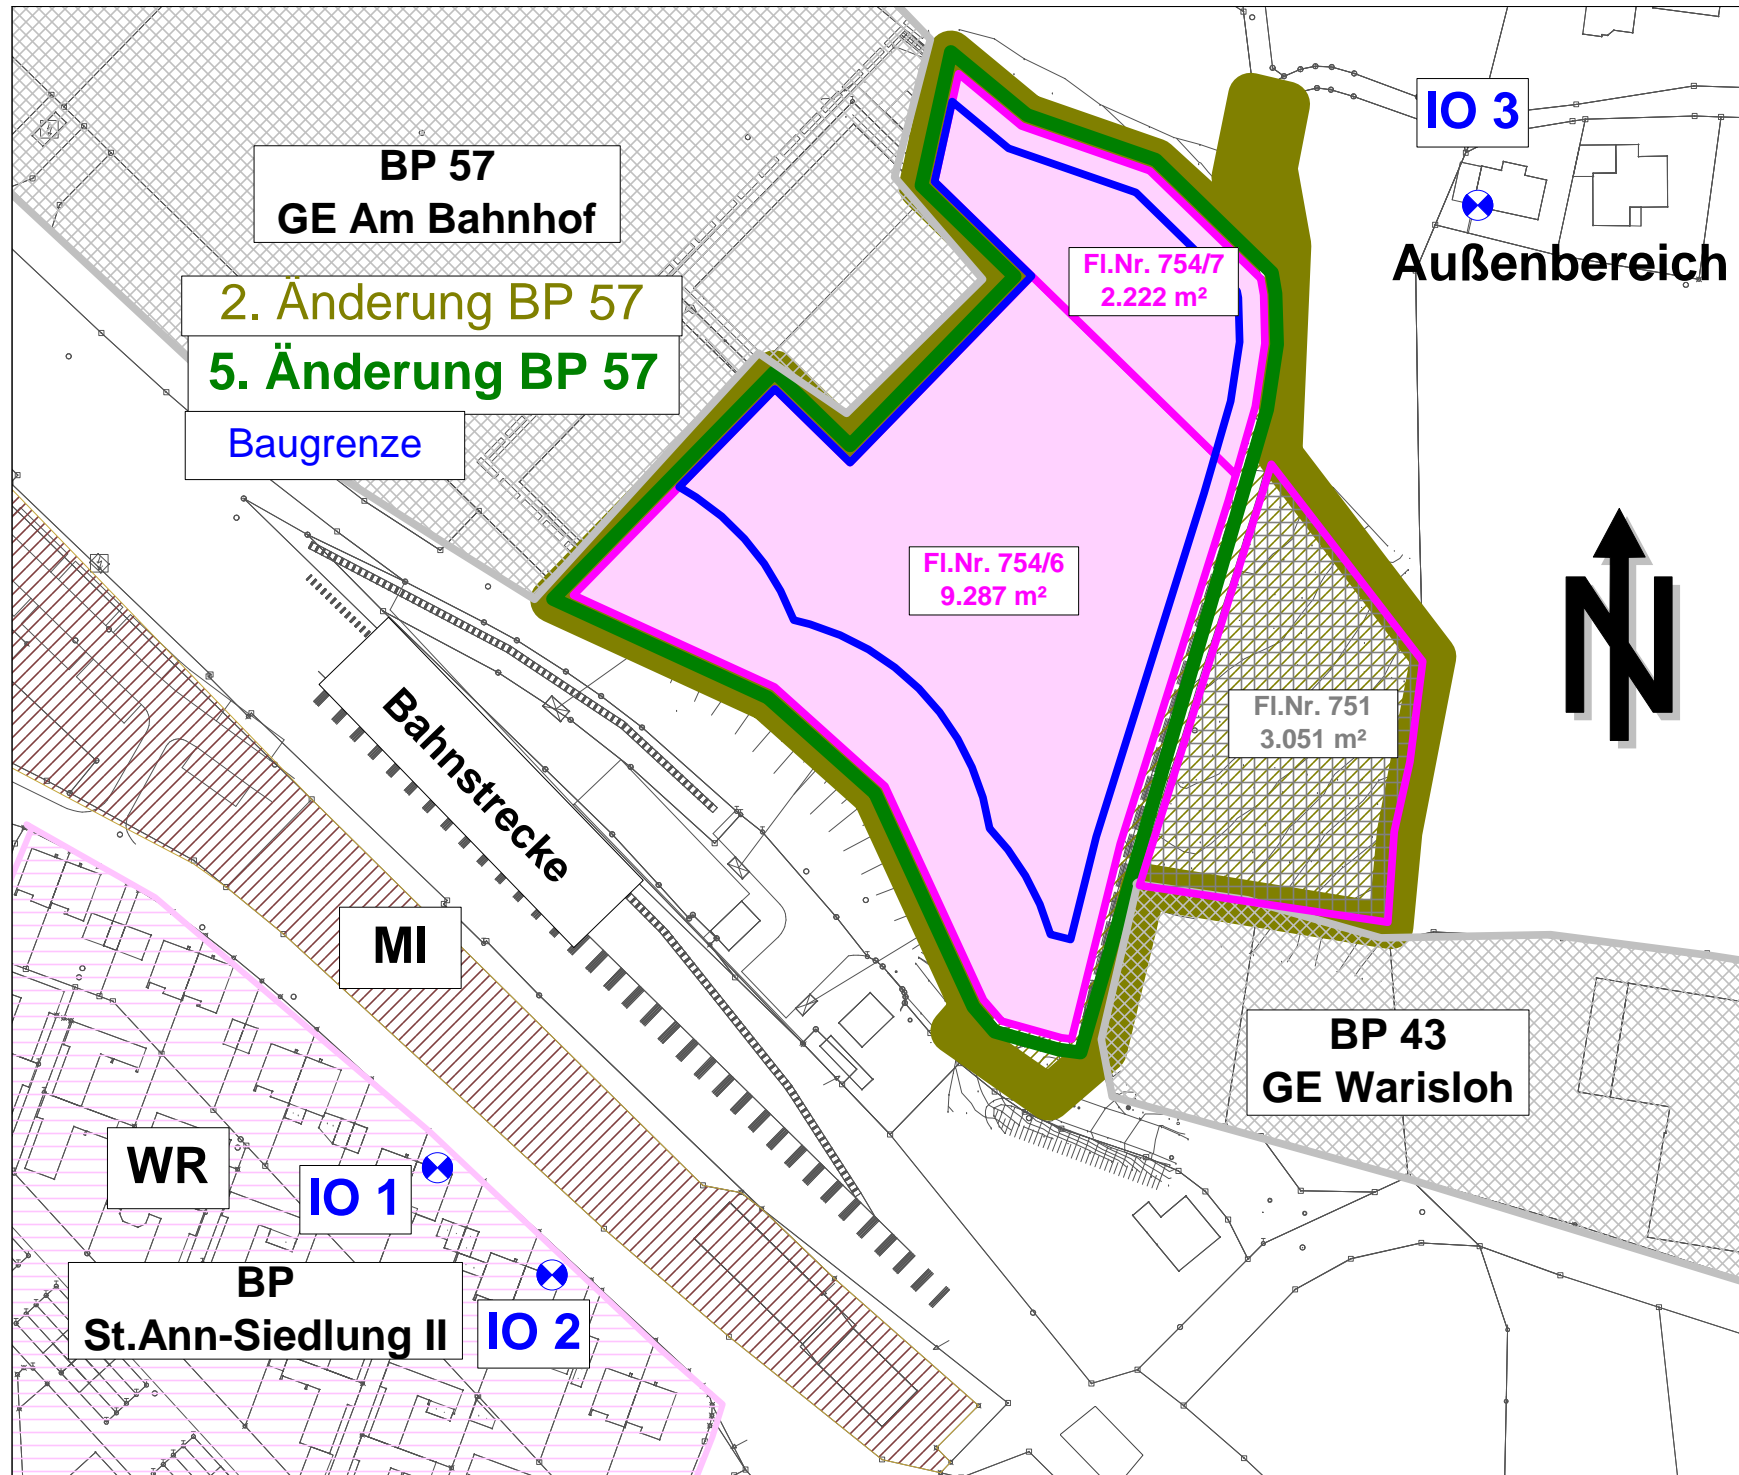 IO 3
BP 57
GE Am Bahnhof
Außenbereich
Fl.Nr. 754/7
2.222 m²
2. Änderung BP 57
5. Änderung BP 57
Baugrenze
Fl.Nr. 754/6
9.287 m²
N
Fl.Nr. 751
3.051 m²
Bahnstrecke
MI
BP 43
GE Warisloh
WR
IO 1
BP
St.Ann-Siedlung II
IO 2